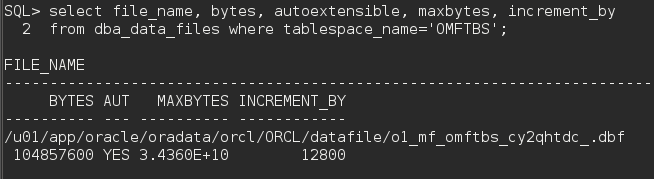 SQL> select file_name, bytes, autoextensible, maxbytes, increment_by
  2  from dba_data_files where tablespace_name='OMFTBS';
FILE_NAME
--------------------------------------------------------------------------------
     BYTES AUT   MAXBYTES INCREMENT_BY
---------- --- ---------- ------------
/u01/app/oracle/oradata/orcl/ORCL/datafile/o1_mf_omftbs_cy2qhtdc_.dbf
 104857600 YES 3.4360E+10        12800